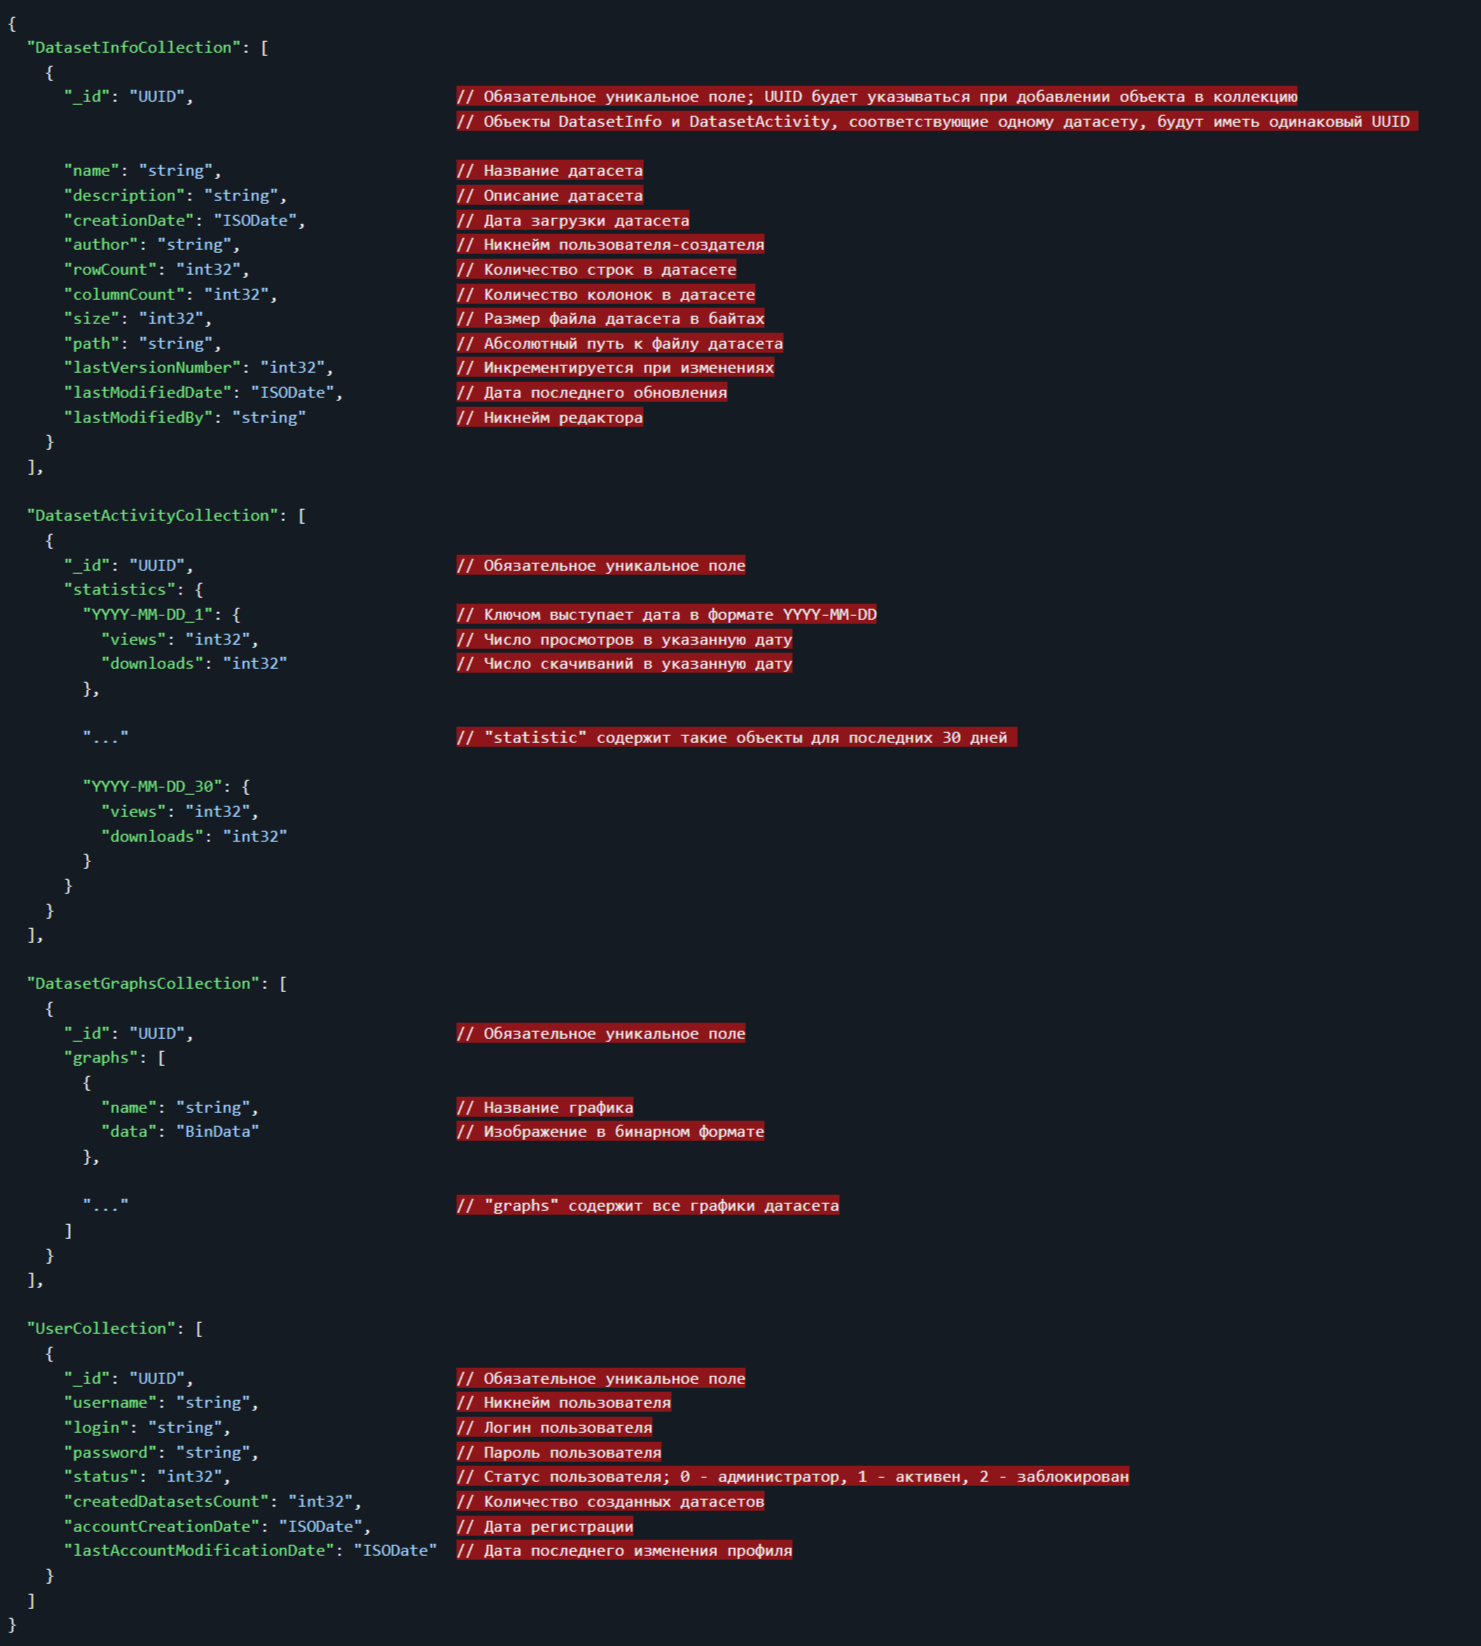 {
"DatasetInfoCollection": [
{
"_id": "UUID", // Обязательное уникальное поле; UUID будет указываться при добавлении объекта в коллекцию
// Объекты DatasetInfo и DatasetActivity, соответствующие одному датасету, будут иметь одинаковый UUID
"name": "string", // Название датасета
"description": "string", // Описание датасета
"creationDate": "ISODate", // Дата загрузки датасета
"author": "string", // Никнейм пользователя-создателя
"rowCount": "int32", // Количество строк в датасете
"columnCount": "int32", // Количество колонок в датасете
"size": "int32", // Размер файла датасета в байтах
"path": "string", // Абсолютный путь к файлу датасета
"lastVersionNumber": "int32", // Инкрементируется при изменениях
"lastModifiedDate": "ISODate", // Дата последнего обновления
"lastModifiedBy": "string" // Никнейм редактора
}
],
"DatasetActivityCollection": [
{
"_id": "UUID", // Обязательное уникальное поле
"statistics": {
"YYYY-MM-DD_1": { // Ключом выступает дата в формате YYYY-MM-DD
"views": "int32", // Число просмотров в указанную дату
"downloads": "int32" // Число скачиваний в указанную дату
},
"..." // "statistic" содержит такие объекты для последних 30 дней
"YYYY-MM-DD_30": {
"views": "int32",
"downloads": "int32"
}
}
}
],
"DatasetGraphsCollection": [
{
"_id": "UUID", // Обязательное уникальное поле
"graphs": [
{
"name": "string", // Название графика
"data": "BinData" // Изображение в бинарном формате
},
"..." // "graphs" содержит все графики датасета
]
}
],
"UserCollection": [
{
"_id": "UUID", // Обязательное уникальное поле
"username": "string", // Никнейм пользователя
"login": "string", // Логин пользователя
"password": "string", // Пароль пользователя
"status": "int32", // Статус пользователя; 0 - администратор, 1 - активен, 2 - заблокирован
"createdDatasetsCount": "int32", // Количество созданных датасетов
"accountCreationDate": "ISODate", // Дата регистрации
"lastAccountModificationDate": "ISODate" // Дата последнего изменения профиля
}
]
}